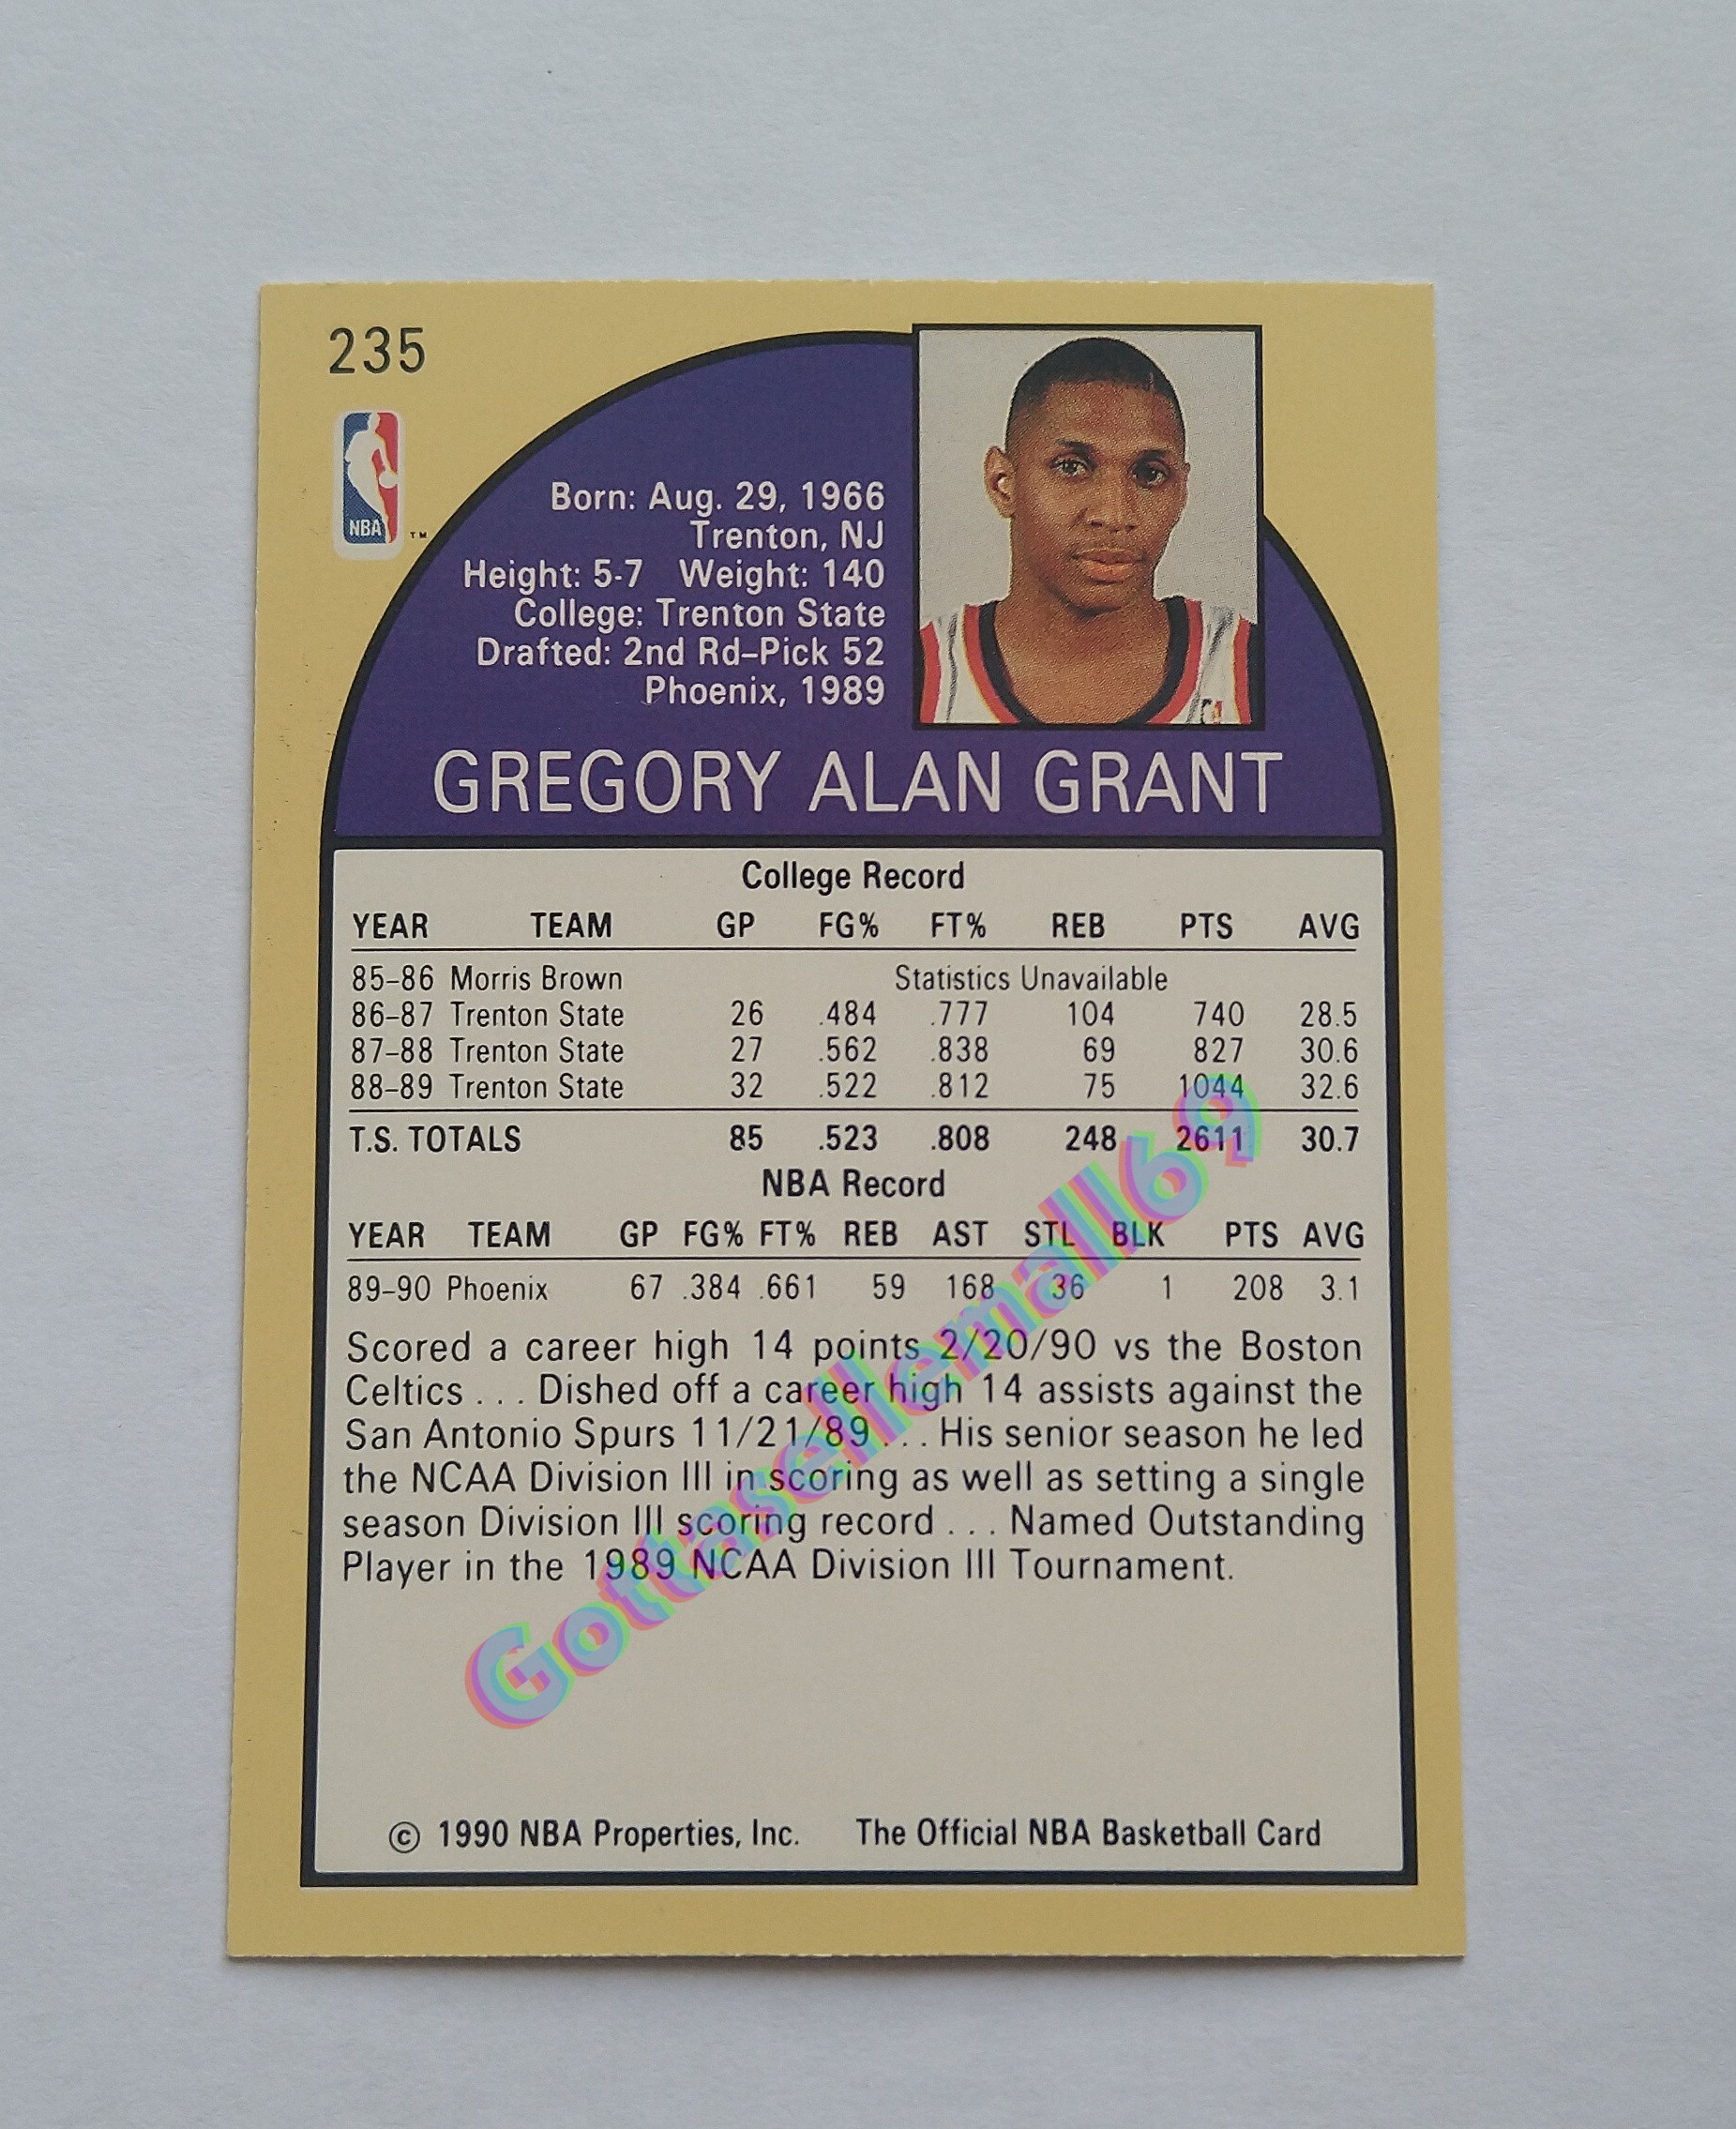 235
NBA
TM
Born: Aug. 29, 1966
Trenton, NJ
Height: 5-7 Weight: 140
College: Trenton State
Drafted: 2nd Rd–Pick 52
Phoenix, 1989
GREGORY ALAN GRANT
College Record
YEAR TEAM GP FG% FT% REB PTS AVG
85–86 Morris Brown Statistics Unavailable
86–87 Trenton State 26 .484 .777 104 740 28.5
87–88 Trenton State 27 .562 .838 69 827 30.6
88–89 Trenton State 32 .522 .812 75 1044 32.6
T.S. TOTALS 85 .523 .808 248 2611 30.7
NBA Record
YEAR TEAM GP FG% FT% REB AST STL BLK PTS AVG
89–90 Phoenix 67 .384 .661 59 168 36 1 208 3.1
Scored a career high 14 points 2/20/90 vs the Boston
Celtics . . . Dished off a career high 14 assists against the
San Antonio Spurs 11/21/89 . . . His senior season he led
the NCAA Division III in scoring as well as setting a single
season Division III scoring record . . . Named Outstanding
Player in the 1989 NCAA Division III Tournament.
Gottasellemall69
© 1990 NBA Properties, Inc. The Official NBA Basketball Card